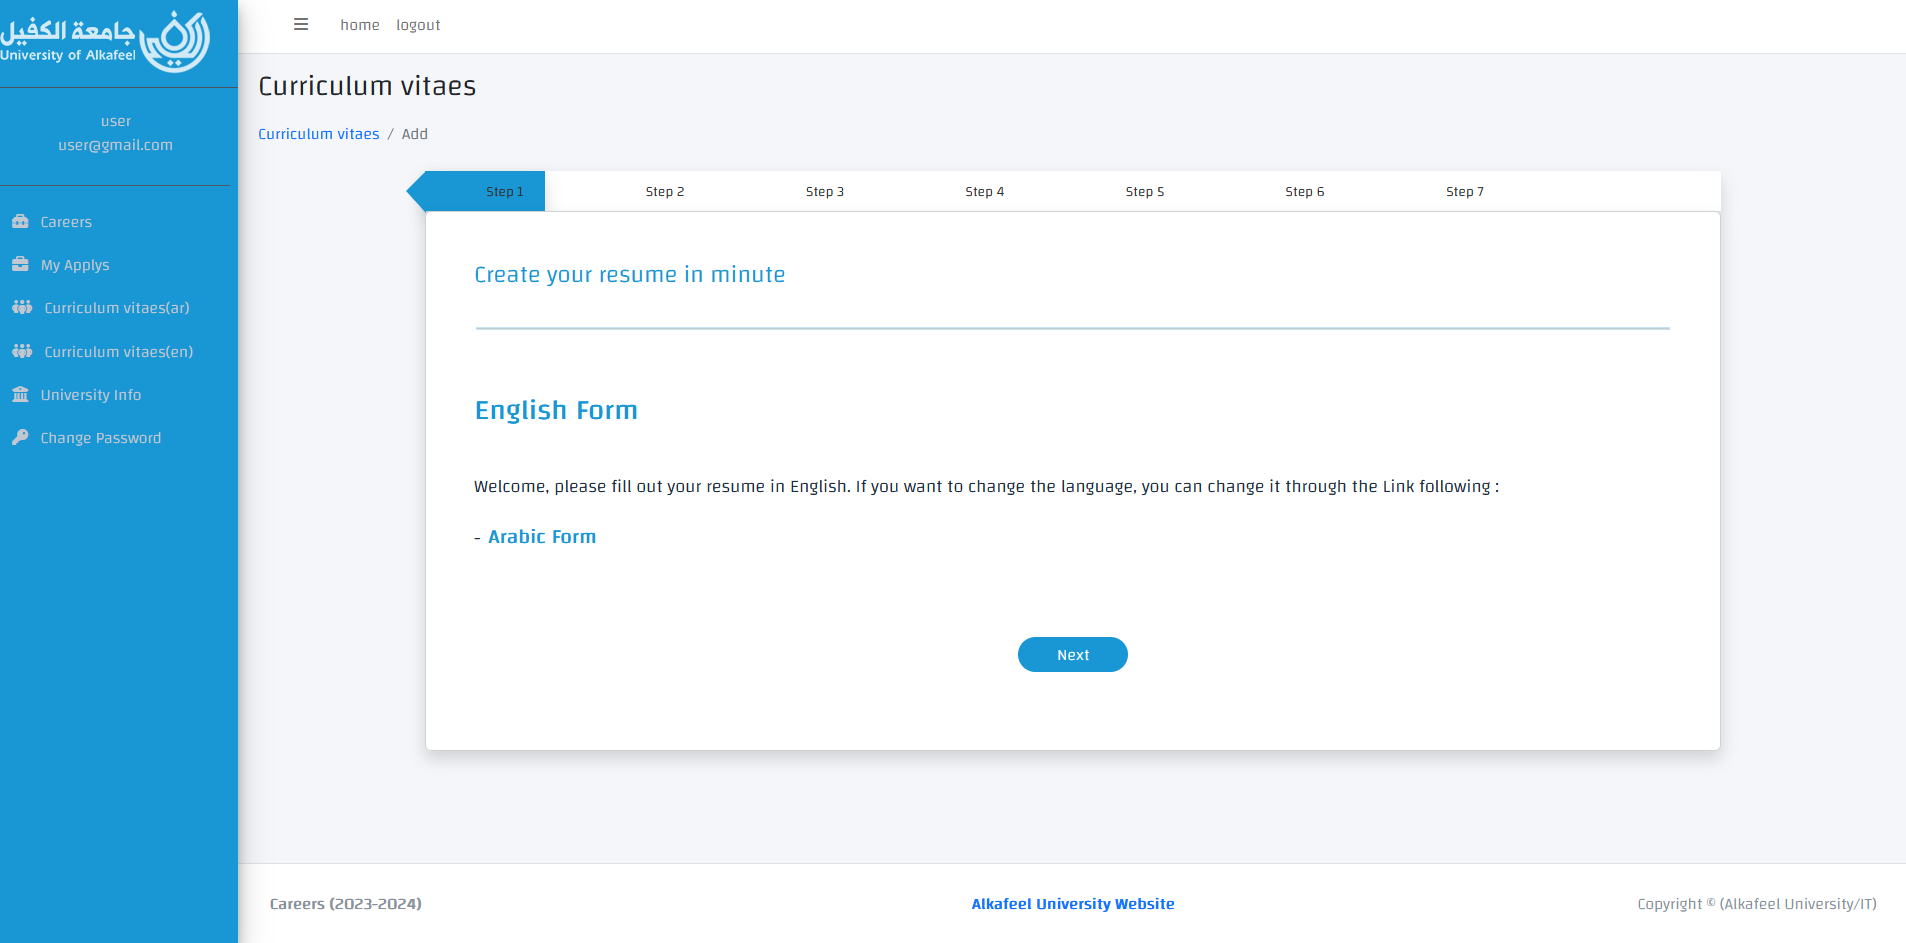 جامعة الكفيل
University of Alkafeel
user
user@gmail.com
Careers
My Applys
Curriculum vitaes(ar)
Curriculum vitaes(en)
University Info
Change Password
home logout
Curriculum vitaes
Curriculum vitaes / Add
Step 1 Step 2 Step 3 Step 4 Step 5 Step 6 Step 7
Create your resume in minute
English Form
Welcome, please fill out your resume in English. If you want to change the language, you can change it through the Link following :
- Arabic Form
Next
Careers (2023-2024) Alkafeel University Website Copyright © (Alkafeel University/IT)